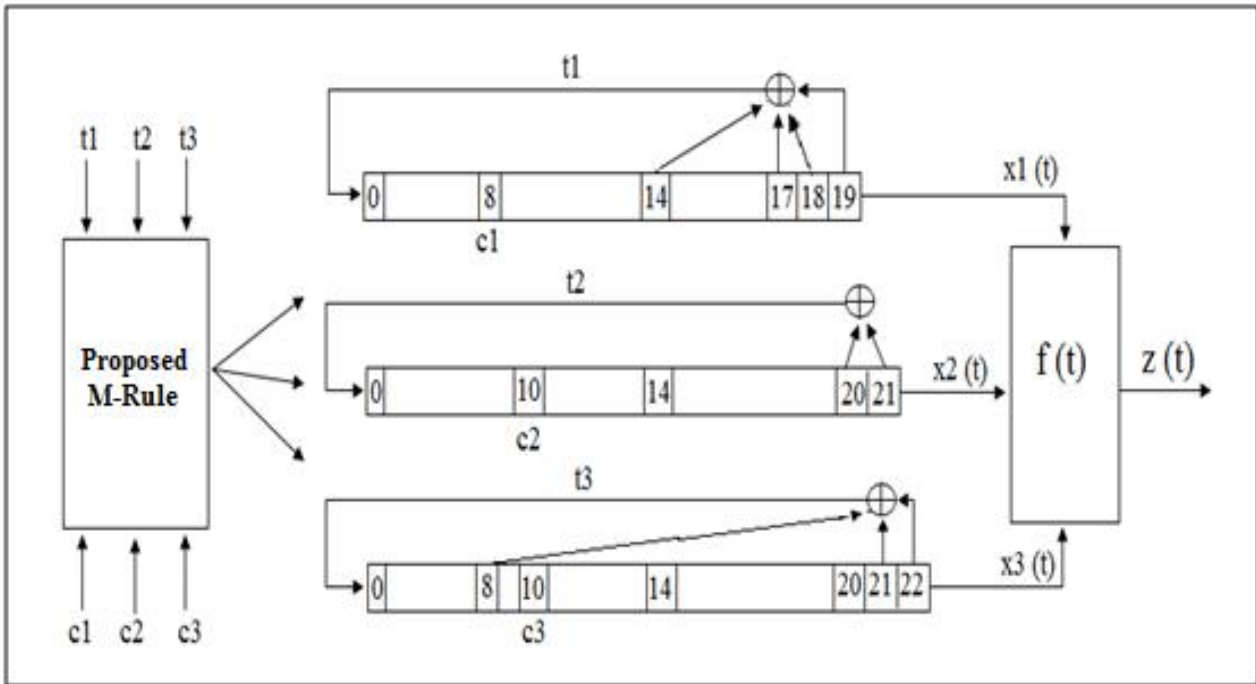 t1
t1 t2 t3
0 8 14 17 18 19
x1 (t)
c1
t2
Proposed
M-Rule
0 10 14 20 21
x2 (t)
f (t)
z (t)
c2
t3
0 8 10 14 20 21 22
x3 (t)
c3
c1 c2 c3